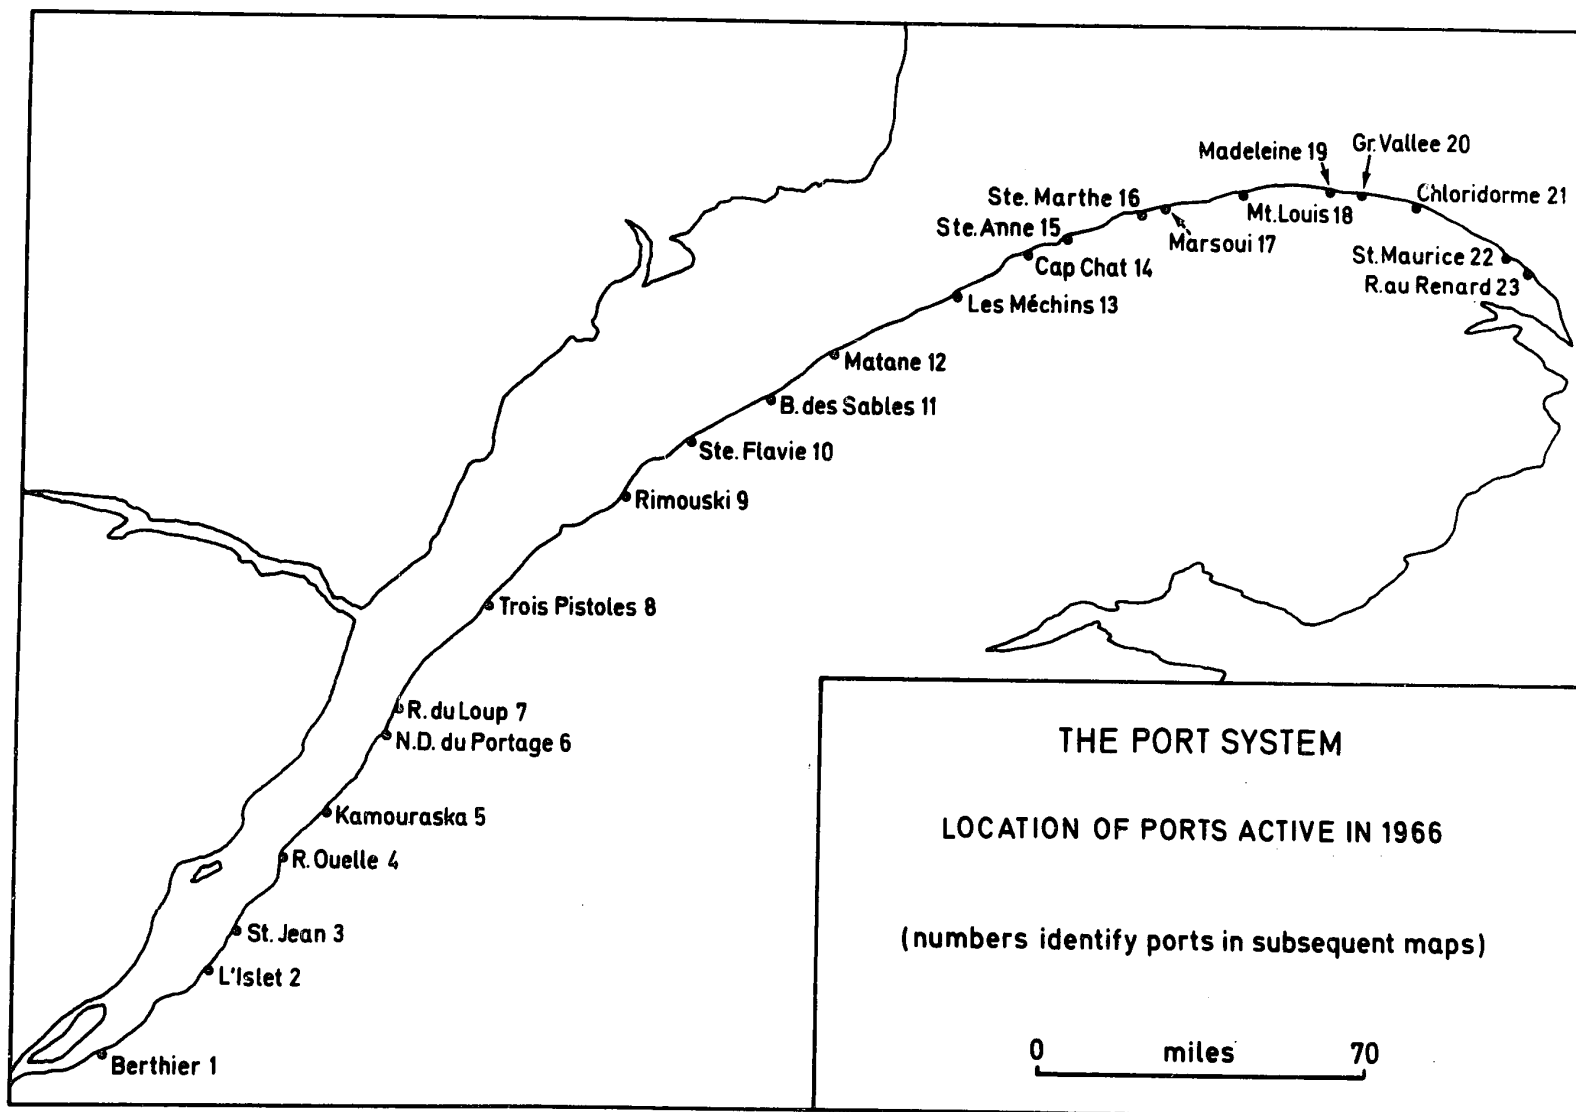 Madeleine 19
Gr. Vallee 20
Chloridorme 21
Ste. Marthe 16
Mt. Louis 18
Ste. Anne 15
Marsoui 17
St. Maurice 22
Cap Chat 14
R. au Renard 23
Les Méchins 13
Matane 12
B. des Sables 11
Ste. Flavie 10
Rimouski 9
Trois Pistoles 8
R. du Loup 7
N.D. du Portage 6
Kamouraska 5
R. Ouelle 4
St. Jean 3
L'Islet 2
Berthier 1
THE PORT SYSTEM
LOCATION OF PORTS ACTIVE IN 1966
(numbers identify ports in subsequent maps)
0 miles 70